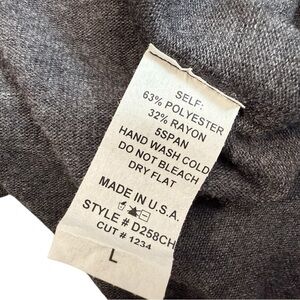 SELF:
63% POLYESTER
32% RAYON
5SPAN
HAND WASH COLD
DO NOT BLEACH
DRY FLAT
MADE IN U.S.A.
STYLE # D258CH
CUT # 1234
L